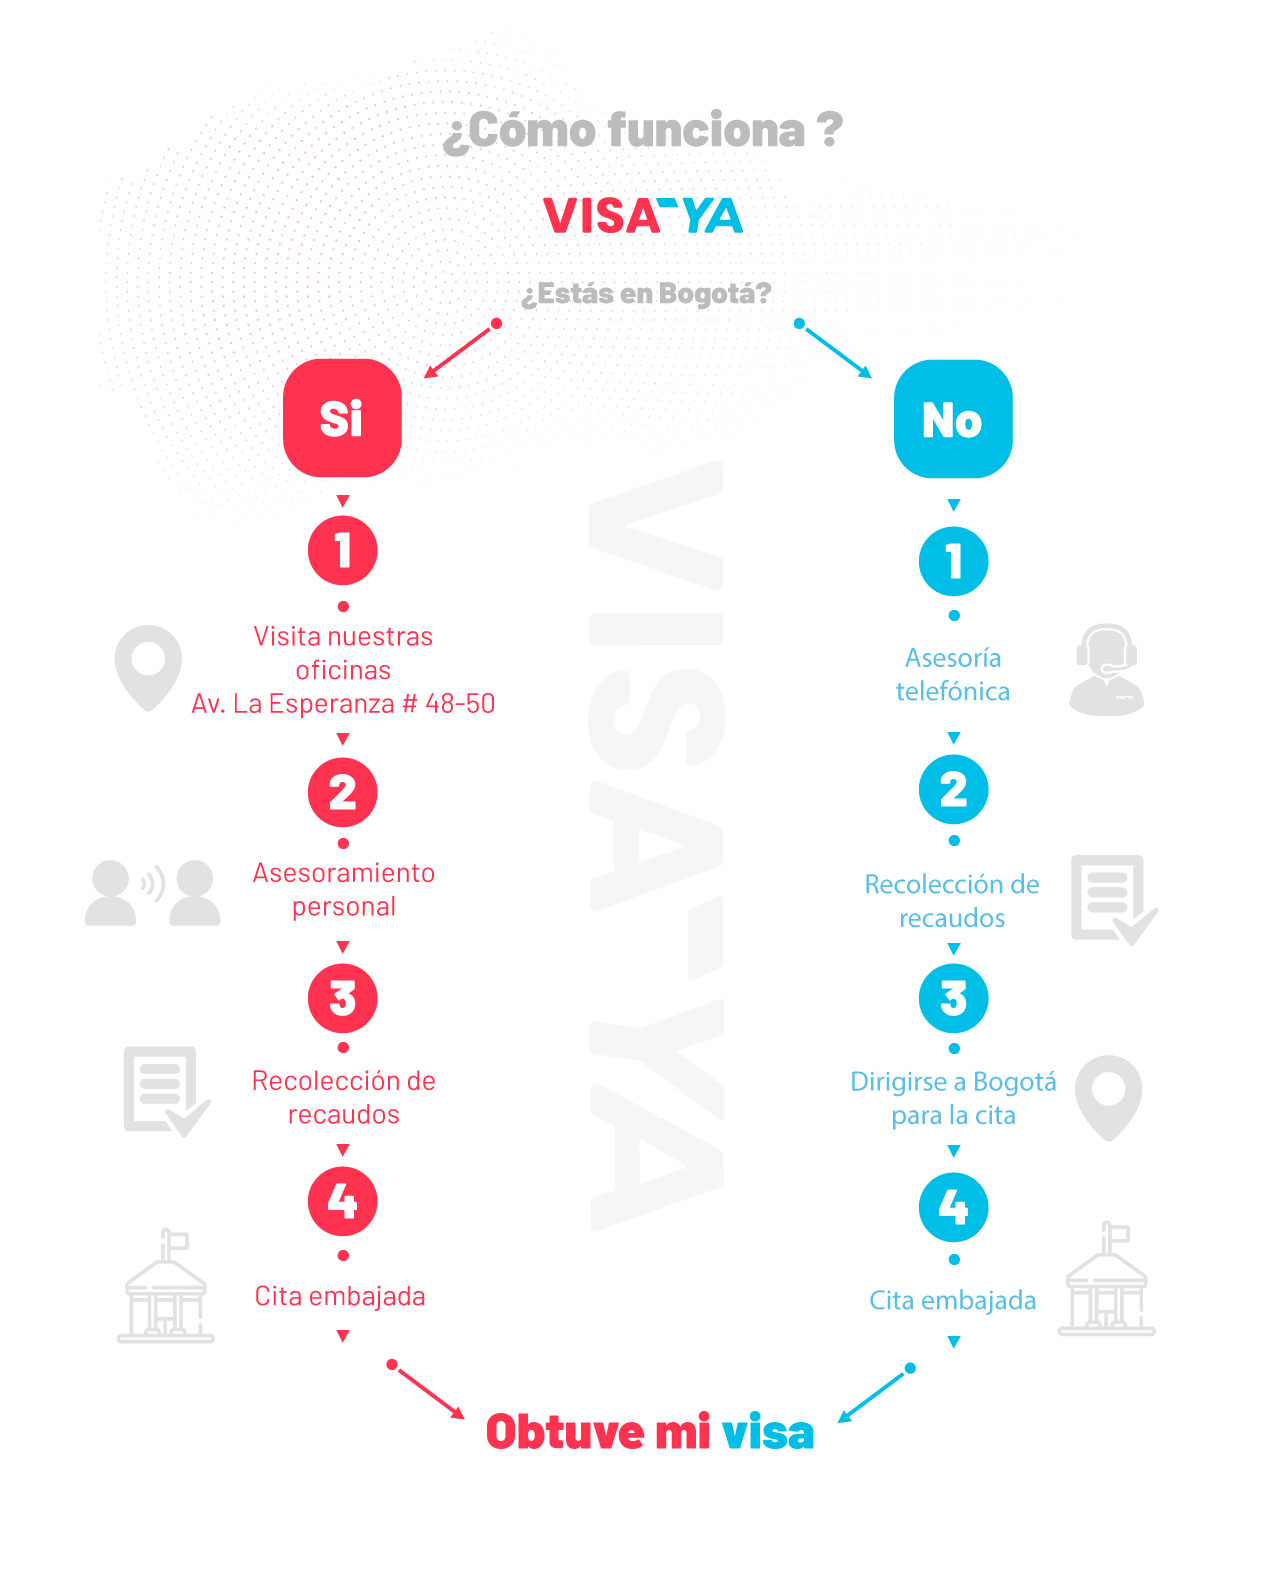 ¿Cómo funciona ?
VISA-YA
¿Estás en Bogotá?
Si
1
Visita nuestras
oficinas
Av. La Esperanza # 48-50
2
Asesoramiento
personal
3
Recolección de
recaudos
4
Cita embajada
No
1
Asesoría
telefónica
2
Recolección de
recaudos
3
Dirigirse a Bogotá
para la cita
4
Cita embajada
VISA-YA
Obtuve mi visa